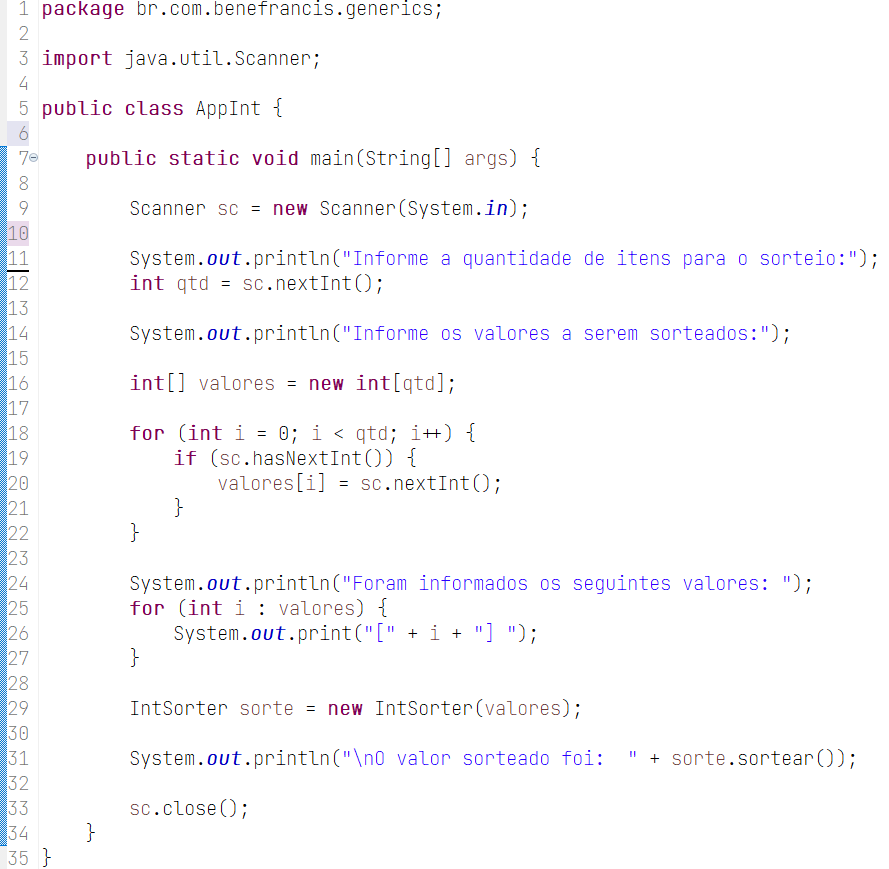 1 package br.com.benefrancis.generics;
2
3 import java.util.Scanner;
4
5 public class AppInt {
6
7 public static void main(String[] args) {
8
9 Scanner sc = new Scanner(System.in);
10
11 System.out.println("Informe a quantidade de itens para o sorteio:");
12 int qtd = sc.nextInt();
13
14 System.out.println("Informe os valores a serem sorteados:");
15
16 int[] valores = new int[qtd];
17
18 for (int i = 0; i < qtd; i++) {
19 if (sc.hasNextInt()) {
20 valores[i] = sc.nextInt();
21 }
22 }
23
24 System.out.println("Foram informados os seguintes valores: ");
25 for (int i : valores) {
26 System.out.print("[" + i + "] ");
27 }
28
29 IntSorter sorte = new IntSorter(valores);
30
31 System.out.println("\nO valor sorteado foi:  " + sorte.sortear());
32
33 sc.close();
34 }
35 }